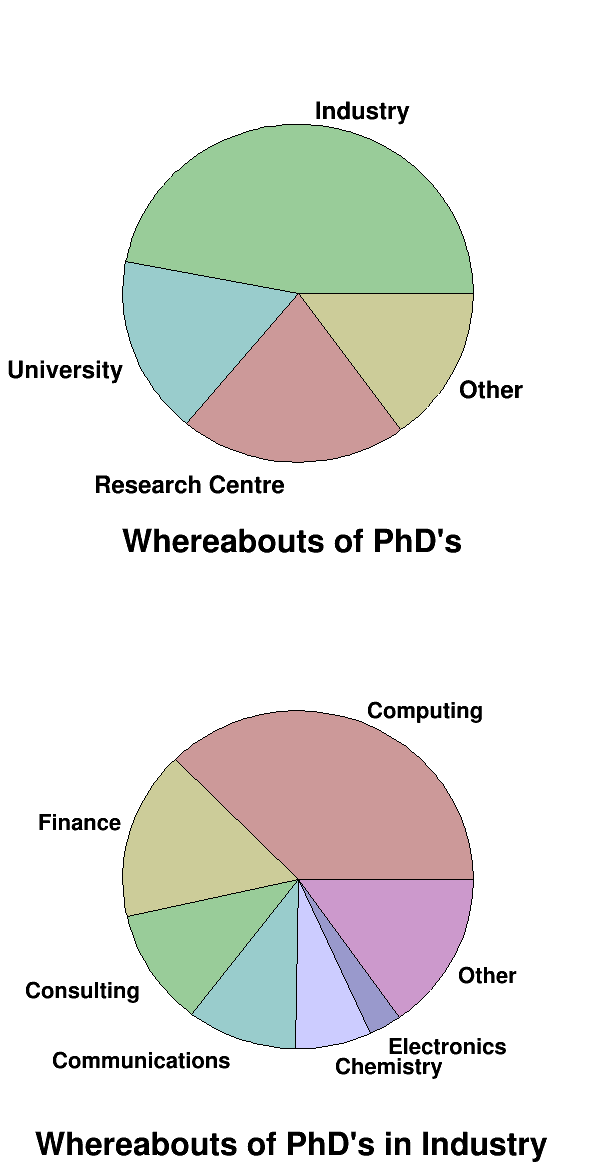 Industry
University
Other
Research Centre
Whereabouts of PhD's
Computing
Finance
Other
Consulting
Electronics
Communications
Chemistry
Whereabouts of PhD's in Industry